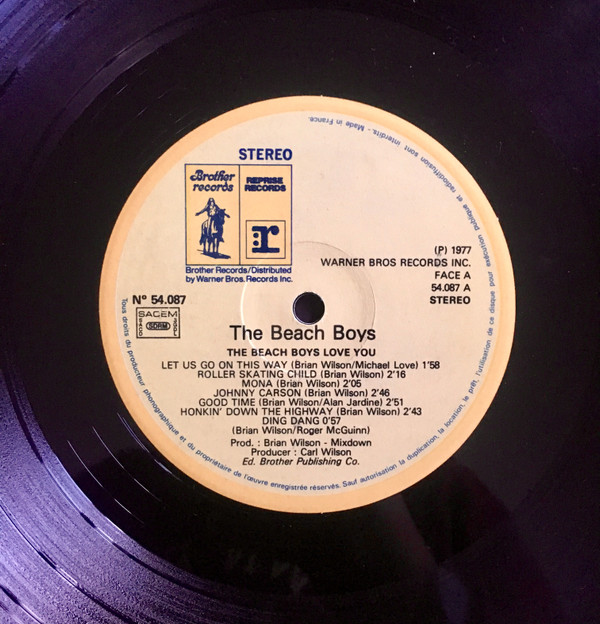 STEREO
Brother
records
REPRISE
RECORDS
:r
Brother Records/Distributed
by Warner Bros. Records Inc.
(P) 1977
WARNER BROS RECORDS INC.
FACE A
54.087 A
STEREO
N° 54.087
SACEM
SACD
SDRM
SGDL
The Beach Boys
THE BEACH BOYS LOVE YOU
LET US GO ON THIS WAY (Brian Wilson/Michael Love) 1'58
ROLLER SKATING CHILD (Brian Wilson) 2'16
MONA (Brian Wilson) 2'05
JOHNNY CARSON (Brian Wilson) 2'46
GOOD TIME (Brian Wilson/Alan Jardine) 2'51
HONKIN' DOWN THE HIGHWAY (Brian Wilson) 2'43
DING DANG 0'57
(Brian Wilson/Roger McGuinn)
Prod. : Brian Wilson - Mixdown
Producer : Carl Wilson
Ed. Brother Publishing Co.
Tous droits du producteur phonographique et du propriétaire de l'œuvre enregistrée réservés. Sauf autorisation la duplication, la location, le prêt, l'utilisation de ce disque pour exécution publique et radiodiffusion sont interdits. - Made in France.